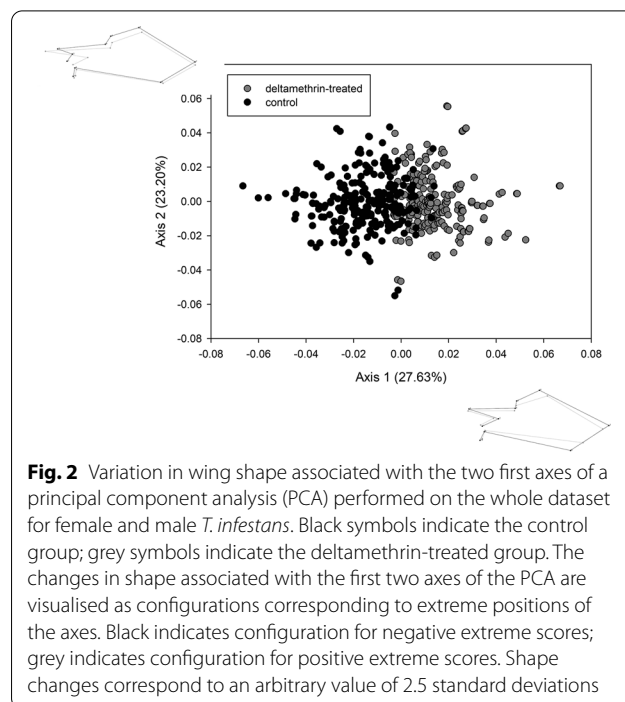 deltamethrin-treated
control
0.06
0.04
0.02
0.00
-0.02
-0.04
-0.06
-0.08
Axis 2 (23.20%)
-0.08 -0.06 -0.04 -0.02 0.00 0.02 0.04 0.06 0.08
Axis 1 (27.63%)
Fig. 2 Variation in wing shape associated with the two first axes of a
principal component analysis (PCA) performed on the whole dataset
for female and male T. infestans. Black symbols indicate the control
group; grey symbols indicate the deltamethrin-treated group. The
changes in shape associated with the first two axes of the PCA are
visualised as configurations corresponding to extreme positions of
the axes. Black indicates configuration for negative extreme scores;
grey indicates configuration for positive extreme scores. Shape
changes correspond to an arbitrary value of 2.5 standard deviations